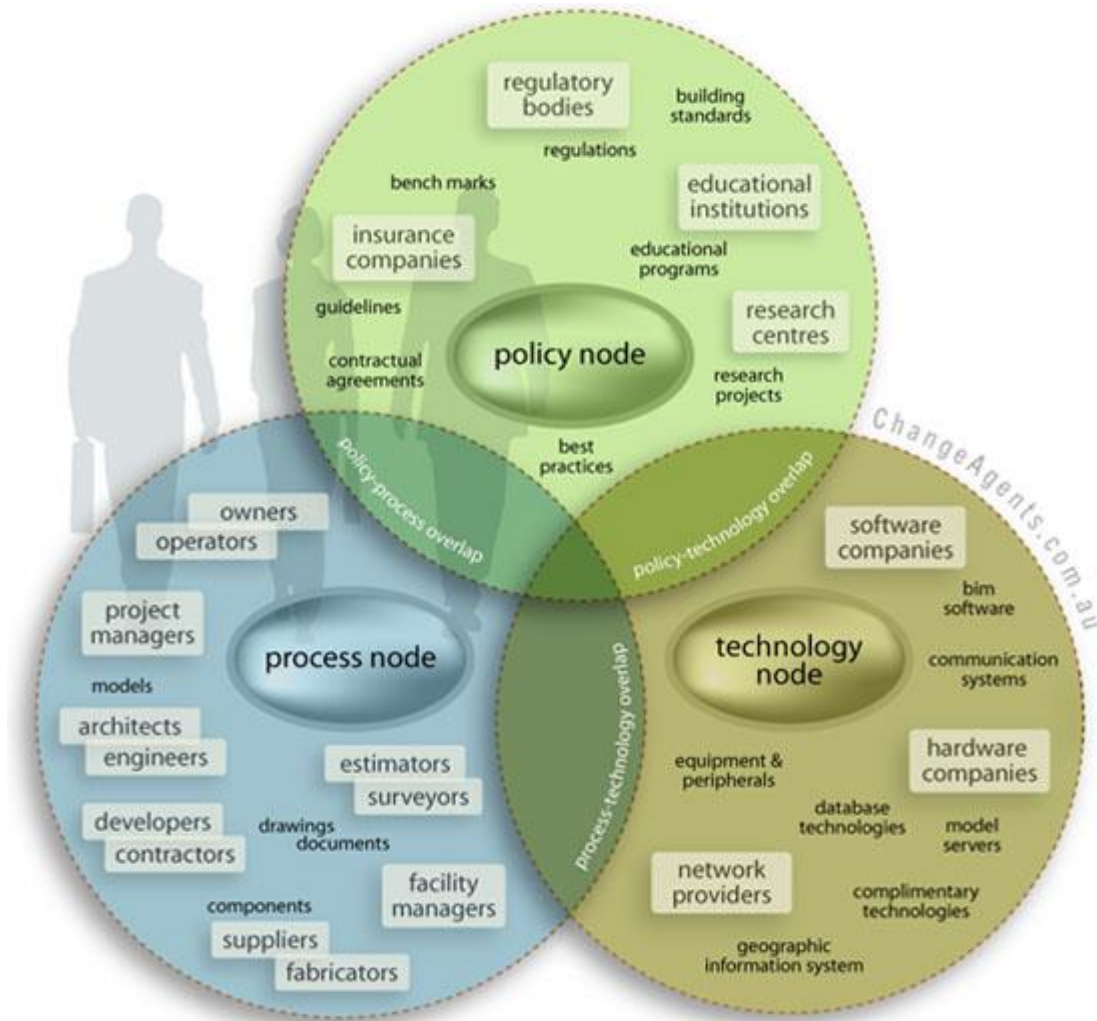 regulatory
bodies
building
standards
regulations
bench marks
educational
institutions
insurance
companies
educational
programs
guidelines
research
centres
policy node
contractual
agreements
research
projects
best
practices
ChangeAgents.com.au
policy-process overlap
policy-technology overlap
owners
operators
software
companies
project
managers
bim
software
process node
technology
node
communication
systems
models
process-technology overlap
architects
engineers
estimators
surveyors
equipment &
peripherals
hardware
companies
developers
contractors
drawings
documents
database
technologies
model
servers
facility
managers
network
providers
complimentary
technologies
components
suppliers
fabricators
geographic
information system